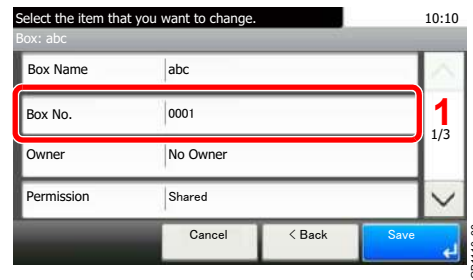 Select the item that you want to change. 10:10
Box: abc
Box Name abc
Box No. 0001
1
1/3
Owner No Owner
Permission Shared
Cancel < Back Save